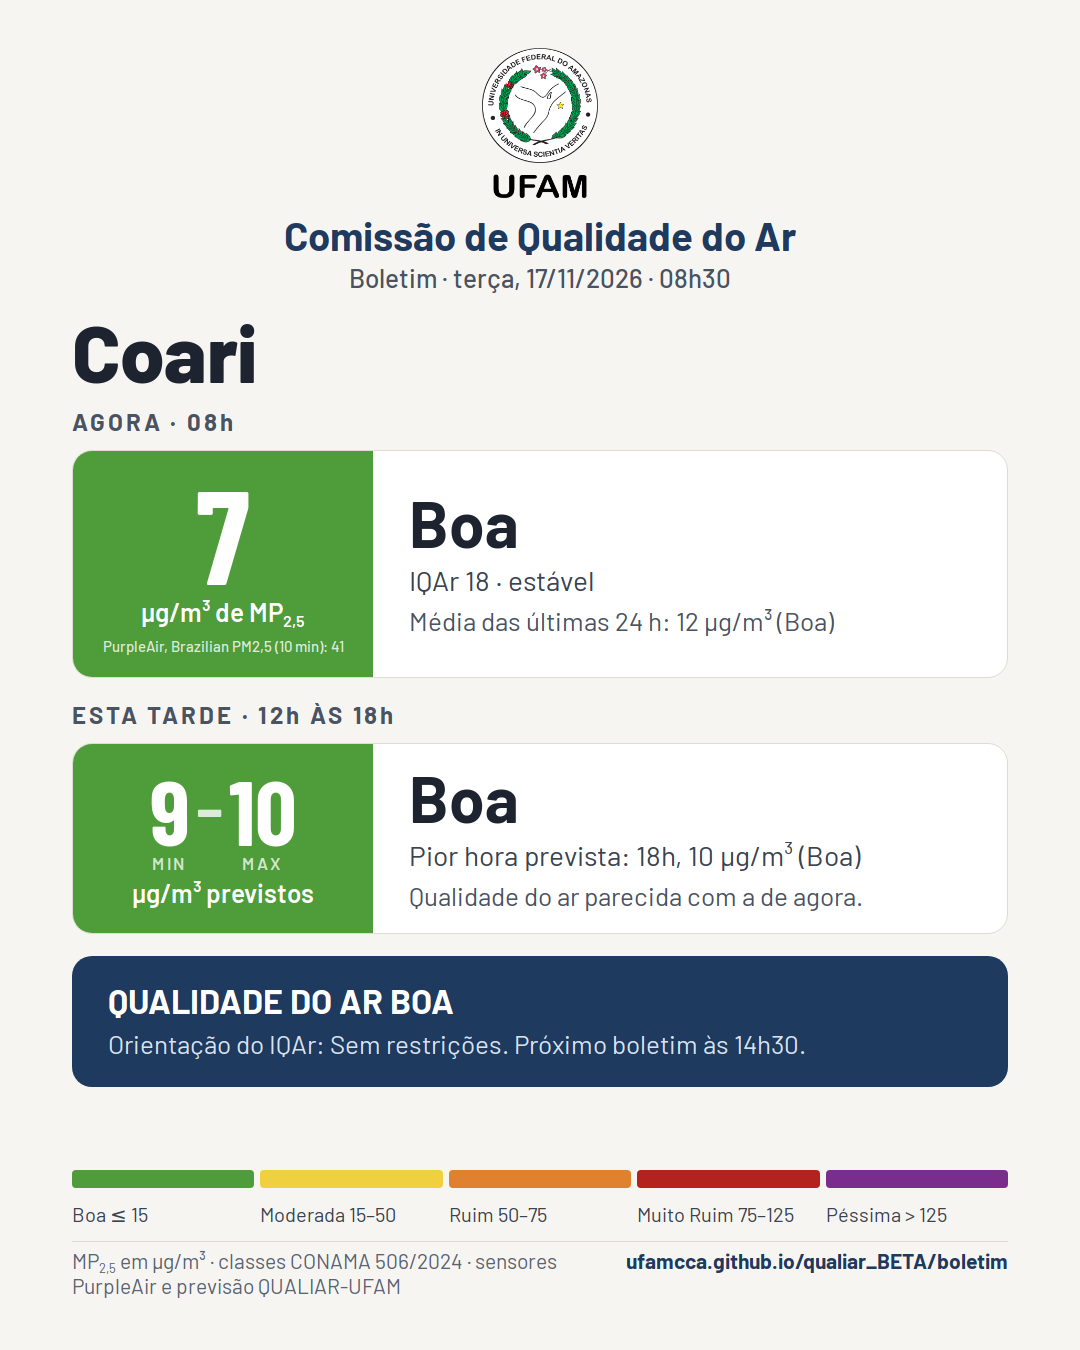 UNIVERSIDADE FEDERAL DO AMAZONAS
IN UNIVERSA SCIENTIA VERITAS
UFAM
Comissão de Qualidade do Ar
Boletim · terça, 17/11/2026 · 08h30
Coari
AGORA · 08h
7
µg/m³ de MP2,5
PurpleAir, Brazilian PM2,5 (10 min): 41
Boa
IQAr 18 · estável
Média das últimas 24 h: 12 µg/m³ (Boa)
ESTA TARDE · 12h ÀS 18h
9-10
MIN MAX
µg/m³ previstos
Boa
Pior hora prevista: 18h, 10 µg/m³ (Boa)
Qualidade do ar parecida com a de agora.
QUALIDADE DO AR BOA
Orientação do IQAr: Sem restrições. Próximo boletim às 14h30.
Boa ≤ 15
Moderada 15–50
Ruim 50–75
Muito Ruim 75–125
Péssima > 125
MP2,5 em µg/m³ · classes CONAMA 506/2024 · sensores
PurpleAir e previsão QUALIAR-UFAM
ufamcca.github.io/qualiar_BETA/boletim